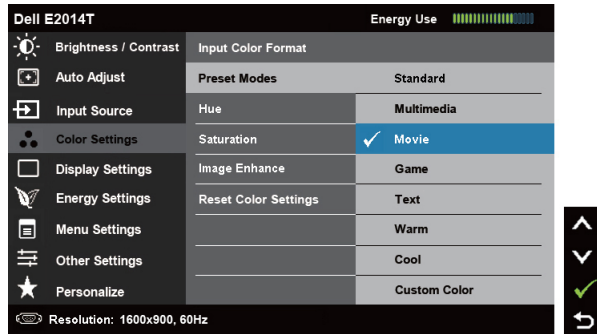 Dell E2014T Energy Use
Brightness / Contrast Input Color Format
Auto Adjust Preset Modes Standard
Input Source Hue Multimedia
Color Settings Saturation Movie
Display Settings Image Enhance Game
Energy Settings Reset Color Settings Text
Menu Settings Warm
Other Settings Cool
Personalize Custom Color
Resolution: 1600x900, 60Hz